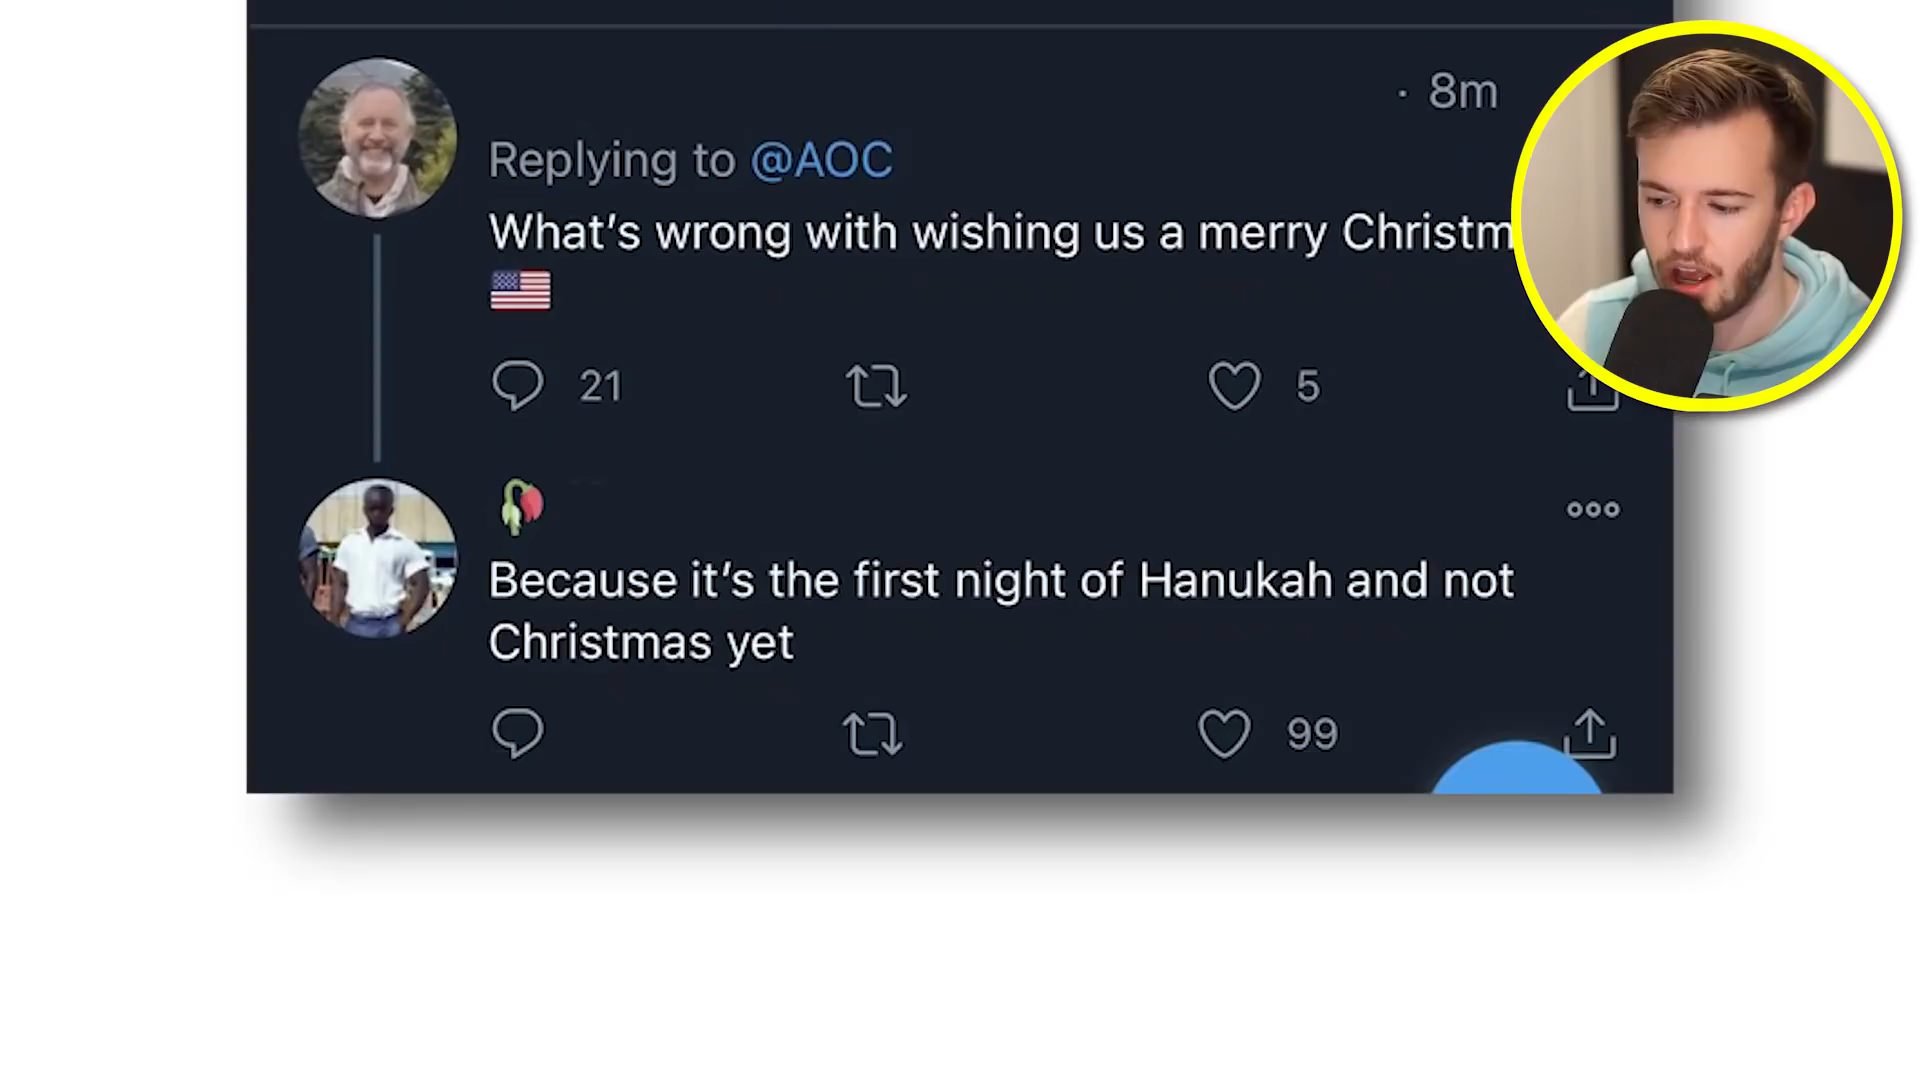 · 8m
Replying to @AOC
What's wrong with wishing us a merry Christm
21
5
Because it's the first night of Hanukah and not
Christmas yet
99